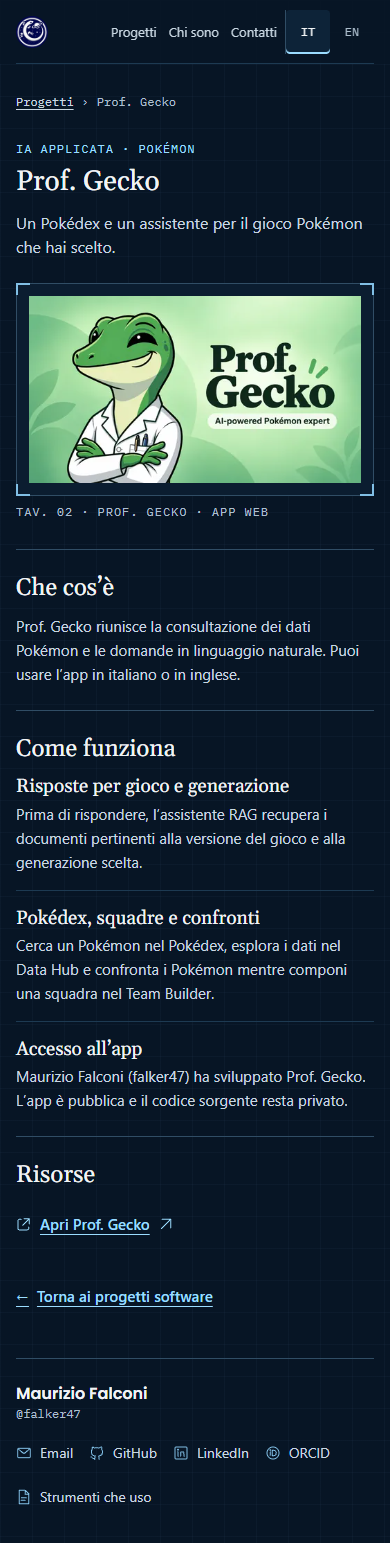 Progetti Chi sono Contatti IT EN
Progetti › Prof. Gecko
IA APPLICATA · POKÉMON
Prof. Gecko
Un Pokédex e un assistente per il gioco Pokémon
che hai scelto.
Prof.
Gecko
AI-powered Pokémon expert
TAV. 02 · PROF. GECKO · APP WEB
Che cos’è
Prof. Gecko riunisce la consultazione dei dati
Pokémon e le domande in linguaggio naturale. Puoi
usare l’app in italiano o in inglese.
Come funziona
Risposte per gioco e generazione
Prima di rispondere, l’assistente RAG recupera i
documenti pertinenti alla versione del gioco e alla
generazione scelta.
Pokédex, squadre e confronti
Cerca un Pokémon nel Pokédex, esplora i dati nel
Data Hub e confronta i Pokémon mentre componi
una squadra nel Team Builder.
Accesso all’app
Maurizio Falconi (falker47) ha sviluppato Prof. Gecko.
L’app è pubblica e il codice sorgente resta privato.
Risorse
Apri Prof. Gecko ↗
← Torna ai progetti software
Maurizio Falconi
@falker47
Email GitHub LinkedIn ORCID
Strumenti che uso